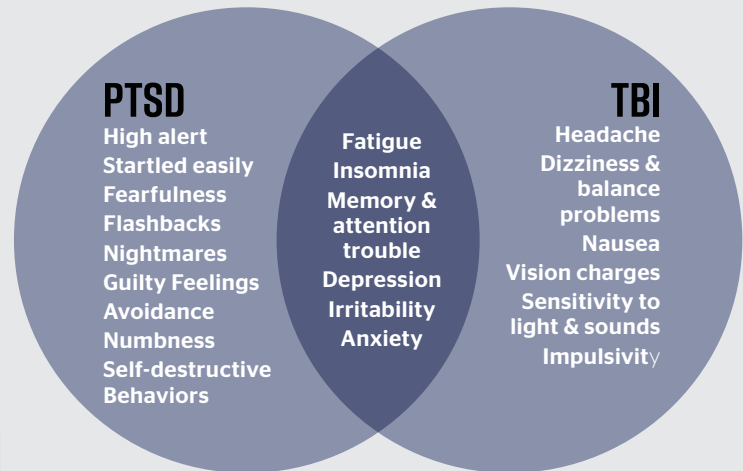 PTSD
High alert
Startled easily
Fearfulness
Flashbacks
Nightmares
Guilty Feelings
Avoidance
Numbness
Self-destructive
Behaviors
Fatigue
Insomnia
Memory &
attention
trouble
Depression
Irritability
Anxiety
TBI
Headache
Dizziness &
balance
problems
Nausea
Vision charges
Sensitivity to
light & sounds
Impulsivity